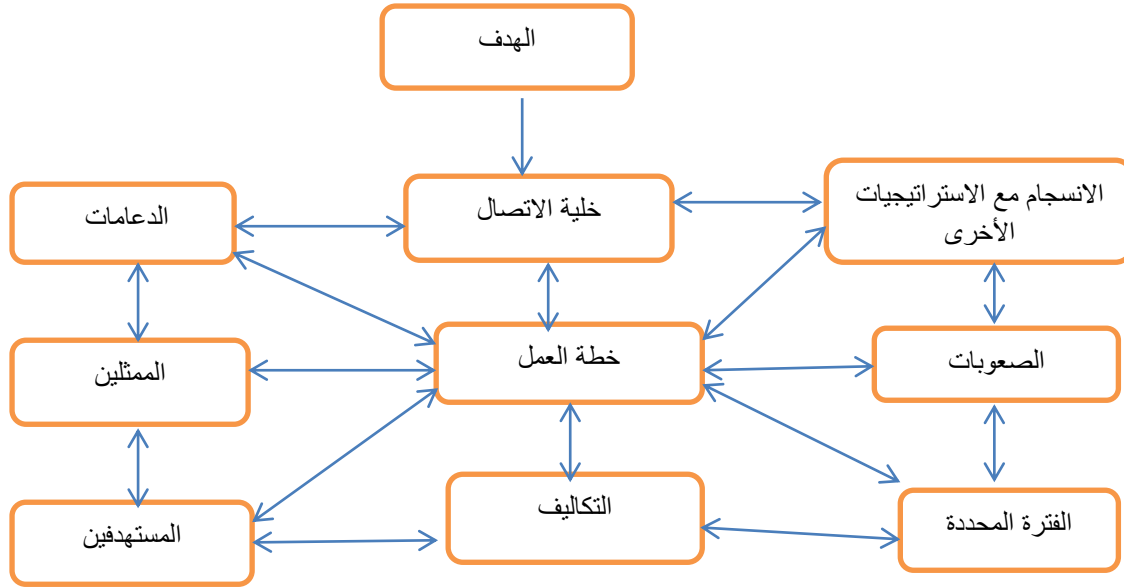 الهدف
الانسجام مع الاستراتيجيات
الأخرى
خلية الاتصال
الدعامات
الصعوبات
خطة العمل
الممثلين
الفترة المحددة
التكاليف
المستهدفين